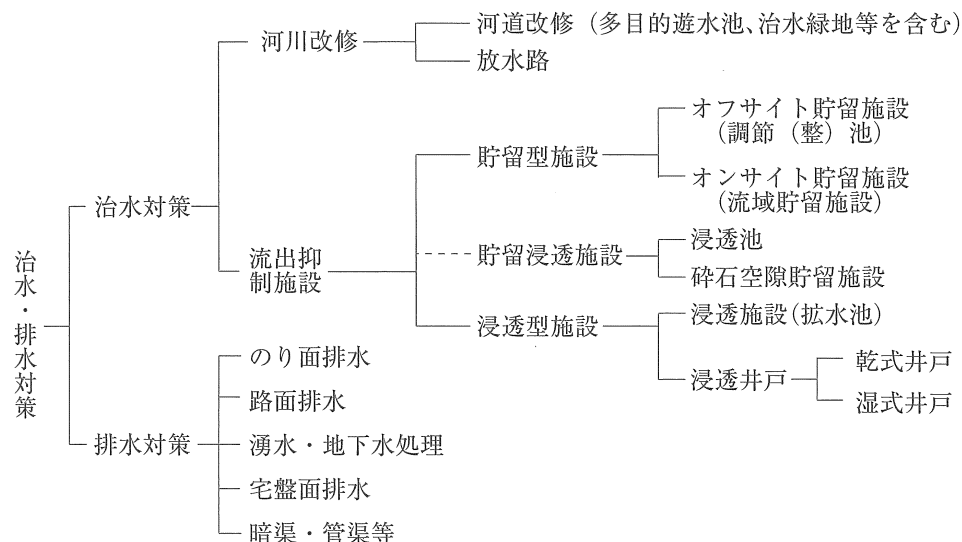 治水・排水対策
治水対策
河川改修
河道改修（多目的遊水池、治水緑地等を含む）
放水路
流出抑
制施設
貯留型施設
オフサイト貯留施設
（調節（整）池）
オンサイト貯留施設
（流域貯留施設）
貯留浸透施設
浸透池
砕石空隙貯留施設
浸透型施設
浸透施設（拡水池）
浸透井戸
乾式井戸
湿式井戸
排水対策
のり面排水
路面排水
湧水・地下水処理
宅盤面排水
暗渠・管渠等